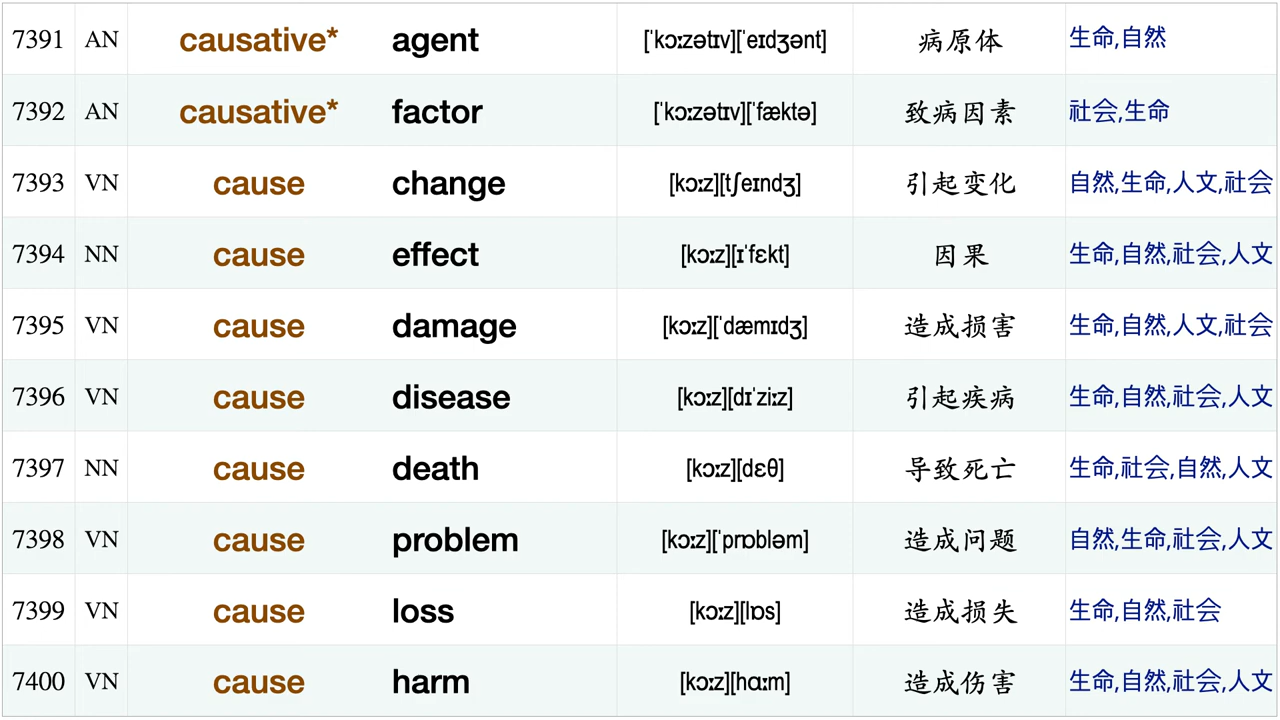 7391 AN causative* agent [ˈkɔːzətɪv][ˈeɪdʒənt] 病原体 生命,自然
7392 AN causative* factor [ˈkɔːzətɪv][ˈfæktə] 致病因素 社会,生命
7393 VN cause change [kɔːz][tʃeɪndʒ] 引起变化 自然,生命,人文,社会
7394 NN cause effect [kɔːz][ɪˈfɛkt] 因果 生命,自然,社会,人文
7395 VN cause damage [kɔːz][ˈdæmɪdʒ] 造成损害 生命,自然,人文,社会
7396 VN cause disease [kɔːz][dɪˈziːz] 引起疾病 生命,自然,社会,人文
7397 NN cause death [kɔːz][dɛθ] 导致死亡 生命,社会,自然,人文
7398 VN cause problem [kɔːz][ˈprɒbləm] 造成问题 自然,生命,社会,人文
7399 VN cause loss [kɔːz][lɒs] 造成损失 生命,自然,社会
7400 VN cause harm [kɔːz][hɑːm] 造成伤害 生命,自然,社会,人文